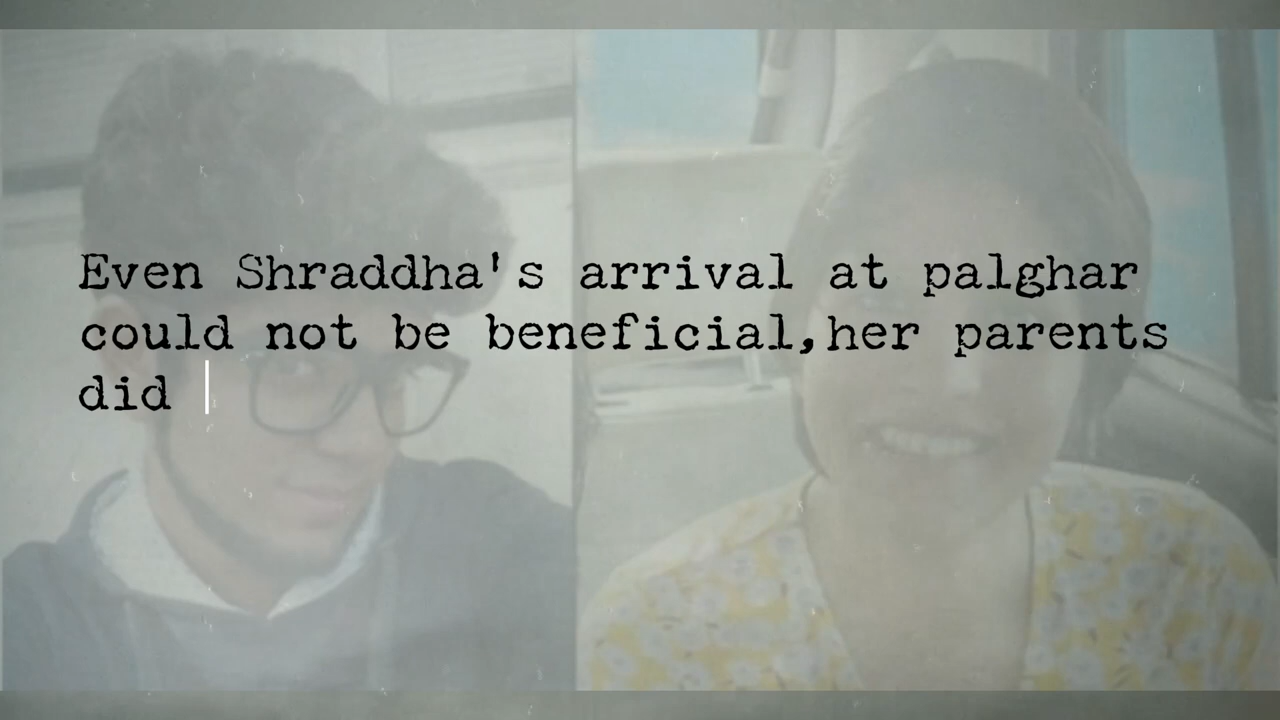 Even Shraddha's arrival at palghar
could not be beneficial,her parents
did